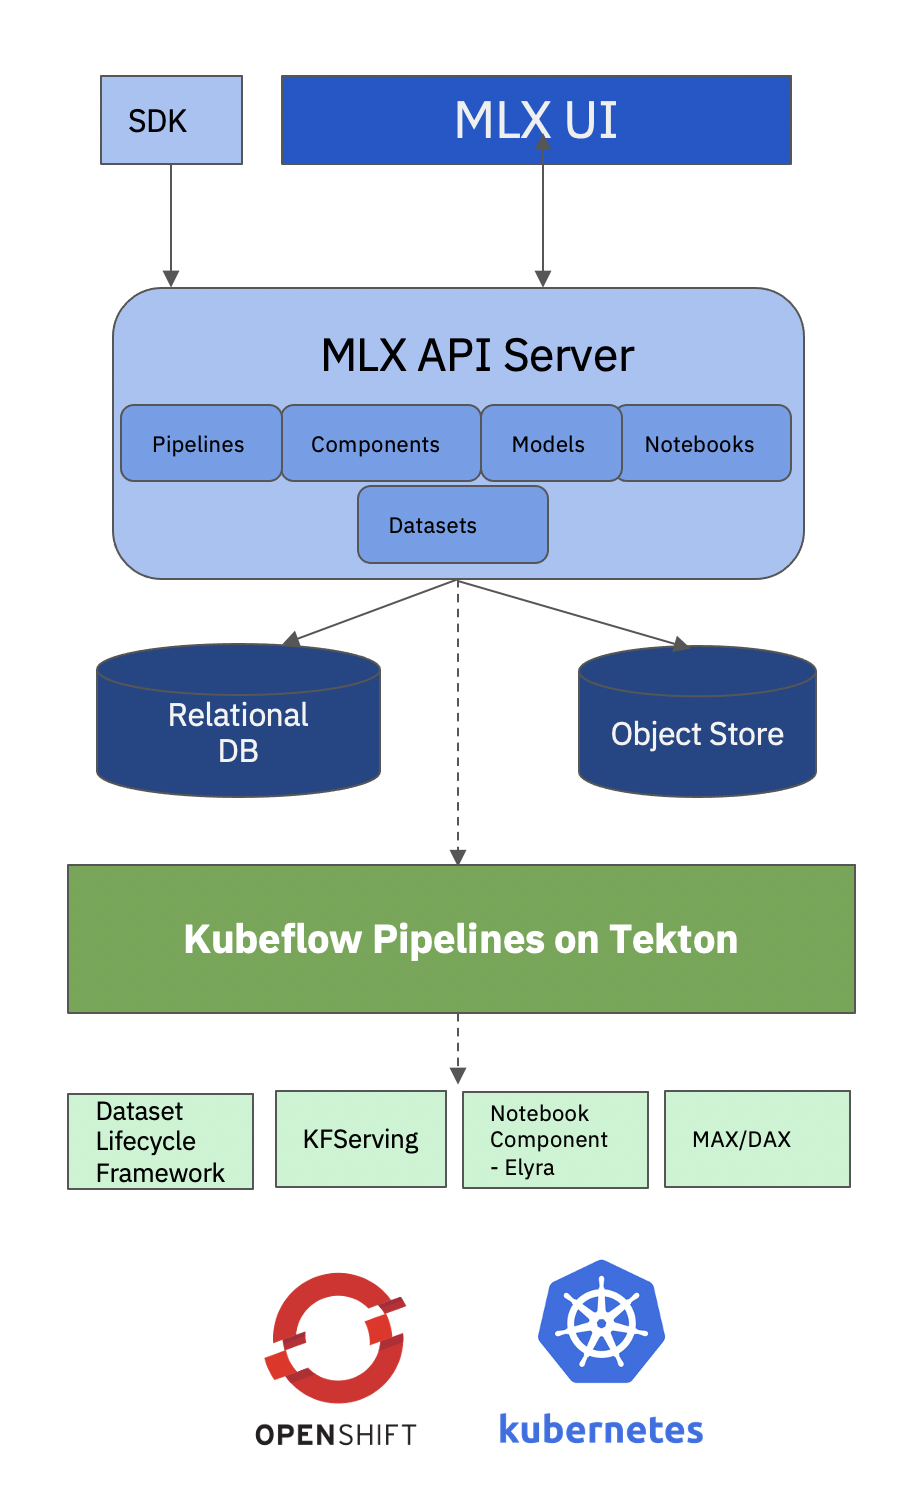 SDK
MLX UI
MLX API Server
Pipelines
Components
Models
Notebooks
Datasets
Relational
DB
Object Store
Kubeflow Pipelines on Tekton
Dataset
Lifecycle
Framework
KFServing
Notebook
Component
- Elyra
MAX/DAX
OPENSHIFT
kubernetes